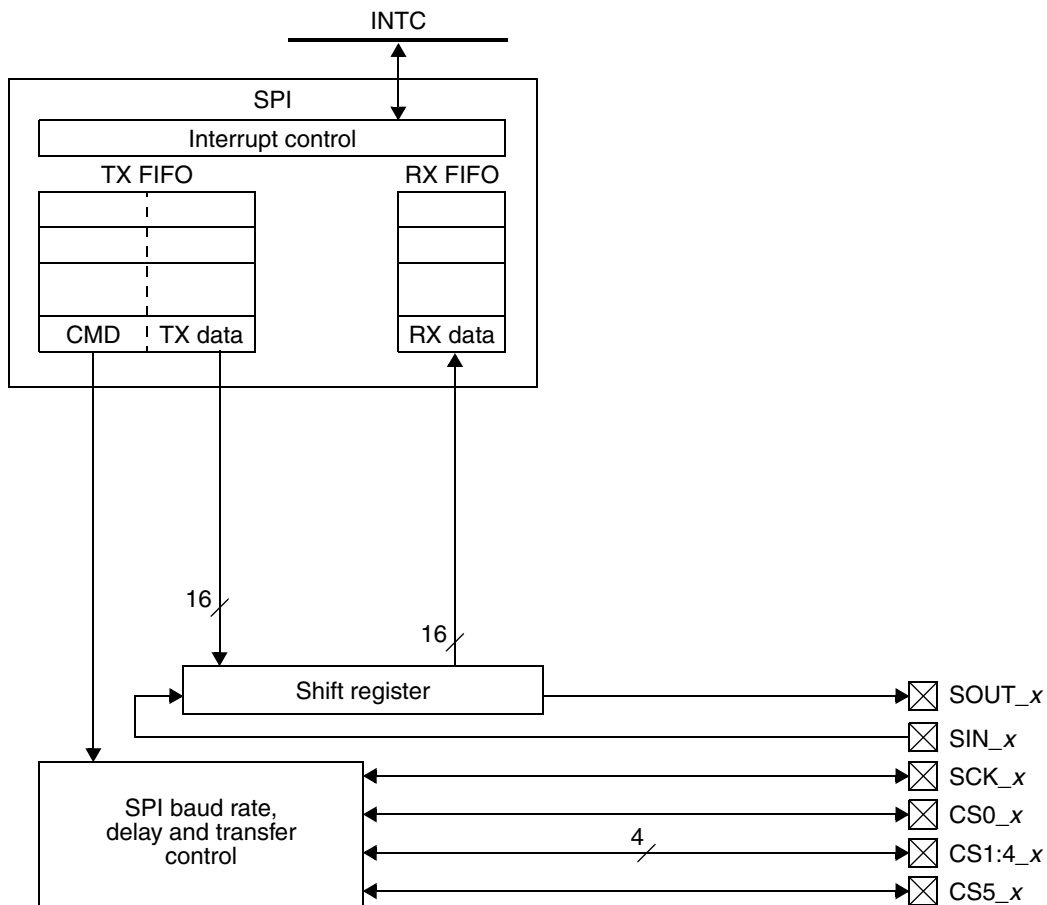 INTC
SPI
Interrupt control
TX FIFO
RX FIFO
CMD
TX data
RX data
16
16
Shift register
SOUT_x
SIN_x
SCK_x
SPI baud rate,
delay and transfer
control
CS0_x
4
CS1:4_x
CS5_x